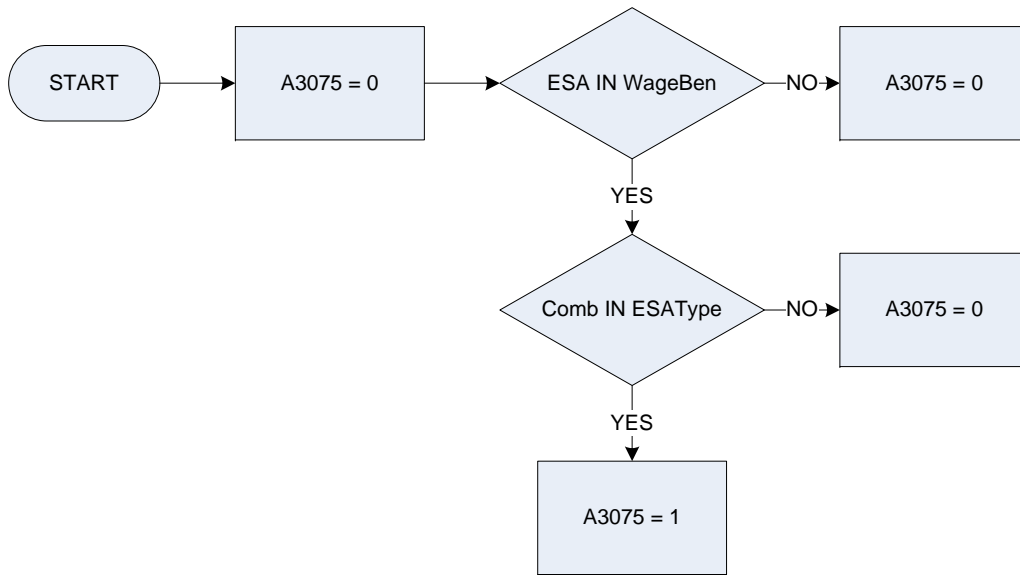 START
A3075 = 0
ESA IN WageBen
NO
A3075 = 0
YES
Comb IN ESAType
NO
A3075 = 0
YES
A3075 = 1